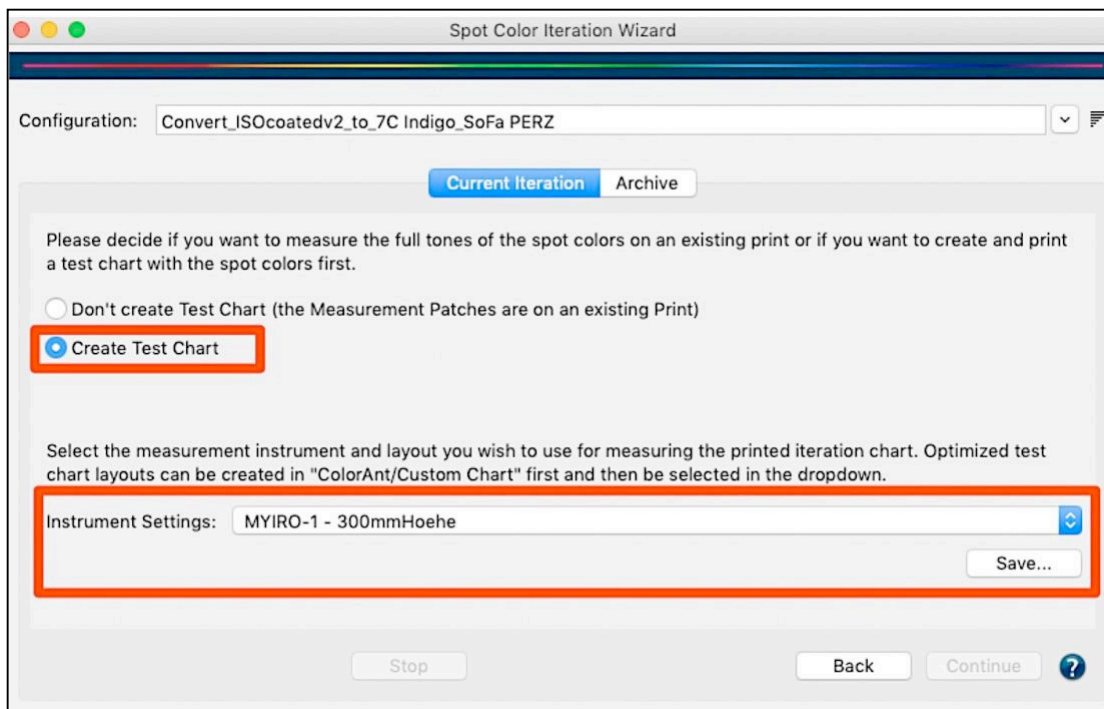 Spot Color Iteration Wizard
Configuration: Convert_ISOcoatedv2_to_7C Indigo_SoFa PERZ
Current Iteration Archive
Please decide if you want to measure the full tones of the spot colors on an existing print or if you want to create and print
a test chart with the spot colors first.
Don't create Test Chart (the Measurement Patches are on an existing Print)
Create Test Chart
Select the measurement instrument and layout you wish to use for measuring the printed iteration chart. Optimized test
chart layouts can be created in "ColorAnt/Custom Chart" first and then be selected in the dropdown.
Instrument Settings: MYIRO-1 - 300mmHoehe
Save...
Stop Back Continue ?